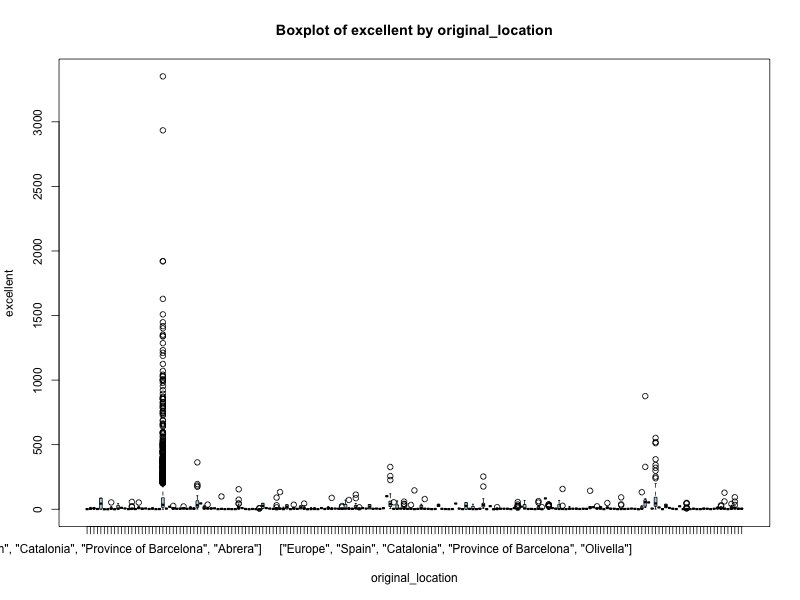 Boxplot of excellent by original_location
excellent
3000
2500
2000
1500
1000
500
0
", "Catalonia", "Province of Barcelona", "Abrera"] ["Europe", "Spain", "Catalonia", "Province of Barcelona", "Olivella"]
original_location